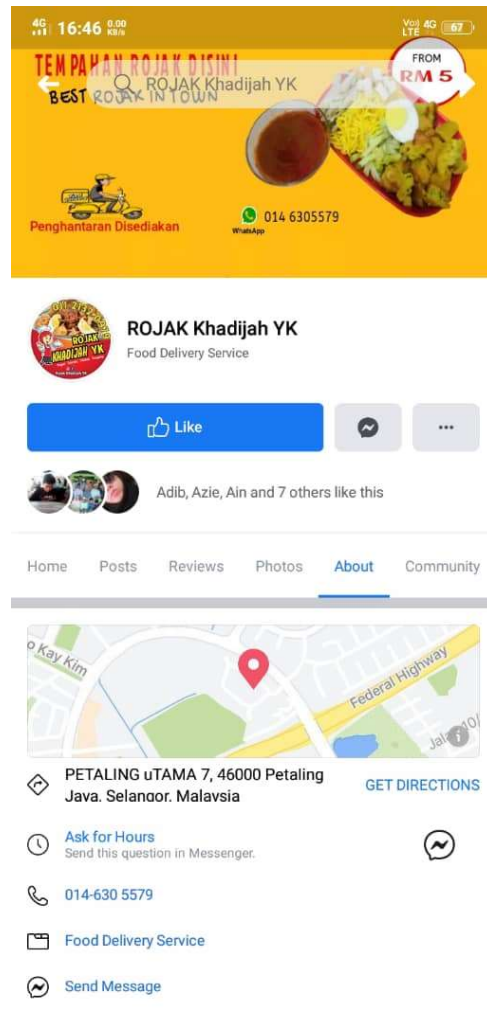 4G 16:46 0.00 KB/s Vo) LTE 4G 67
TEMPAHAN ROJAK DISINI
ROJAK Khadijah YK
BEST ROJAK IN TOWN
FROM
RM 5
Penghantaran Disediakan
WhatsApp
014 6305579
ROJAK
KHADIJAH YK
ROJAK Khadijah YK
Food Delivery Service
Like
Adib, Azie, Ain and 7 others like this
Home Posts Reviews Photos About Community
o Kay Kim
Federal Highway
PETALING uTAMA 7, 46000 Petaling
Java, Selangor, Malaysia
GET DIRECTIONS
Ask for Hours
Send this question in Messenger.
014-630 5579
Food Delivery Service
Send Message